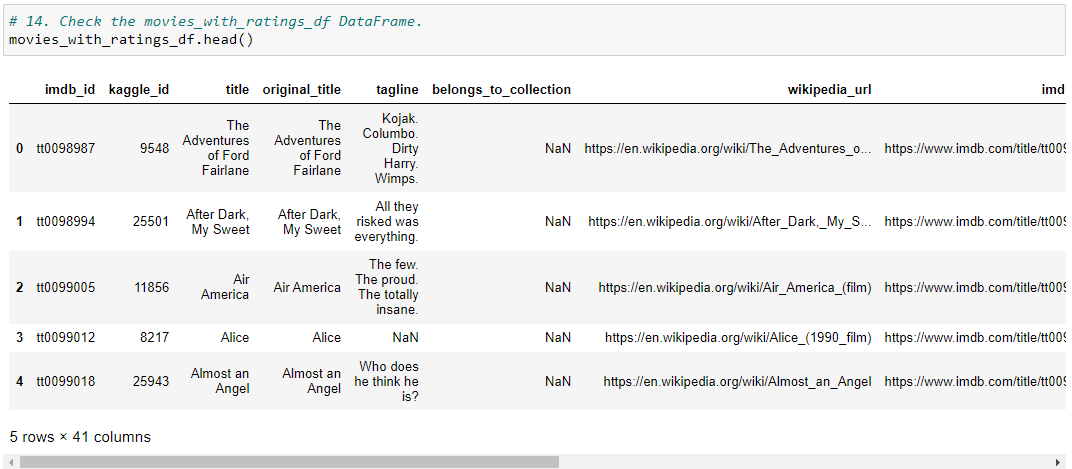 # 14. Check the movies_with_ratings_df DataFrame.
movies_with_ratings_df.head()
imdb_id kaggle_id title original_title tagline belongs_to_collection wikipedia_url imd
0 tt0098987 9548 The Adventures of Ford Fairlane The Adventures of Ford Fairlane Kojak. Columbo. Dirty Harry. Wimps. NaN https://en.wikipedia.org/wiki/The_Adventures_o... https://www.imdb.com/title/tt009
1 tt0098994 25501 After Dark, My Sweet After Dark, My Sweet All they risked was everything. NaN https://en.wikipedia.org/wiki/After_Dark,_My_S... https://www.imdb.com/title/tt009
2 tt0099005 11856 Air America Air America The few. The proud. The totally insane. NaN https://en.wikipedia.org/wiki/Air_America_(film) https://www.imdb.com/title/tt009
3 tt0099012 8217 Alice Alice NaN NaN https://en.wikipedia.org/wiki/Alice_(1990_film) https://www.imdb.com/title/tt009
4 tt0099018 25943 Almost an Angel Almost an Angel Who does he think he is? NaN https://en.wikipedia.org/wiki/Almost_an_Angel https://www.imdb.com/title/tt009
5 rows × 41 columns